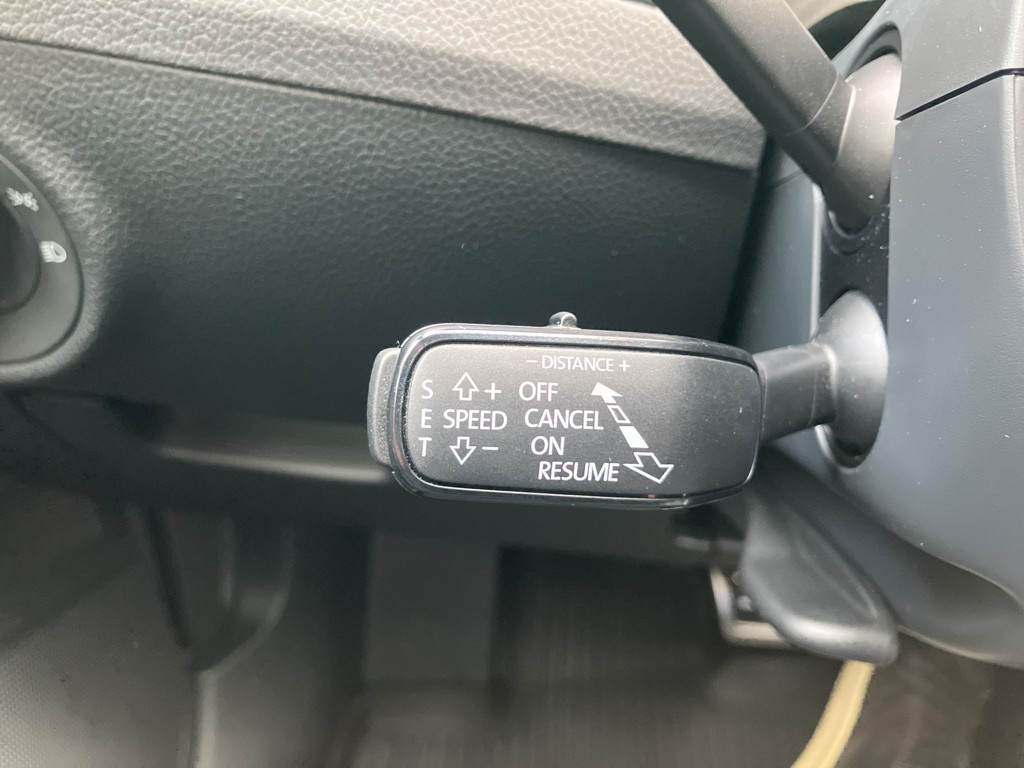 − DISTANCE +
S + OFF
E SPEED CANCEL
T − ON
RESUME